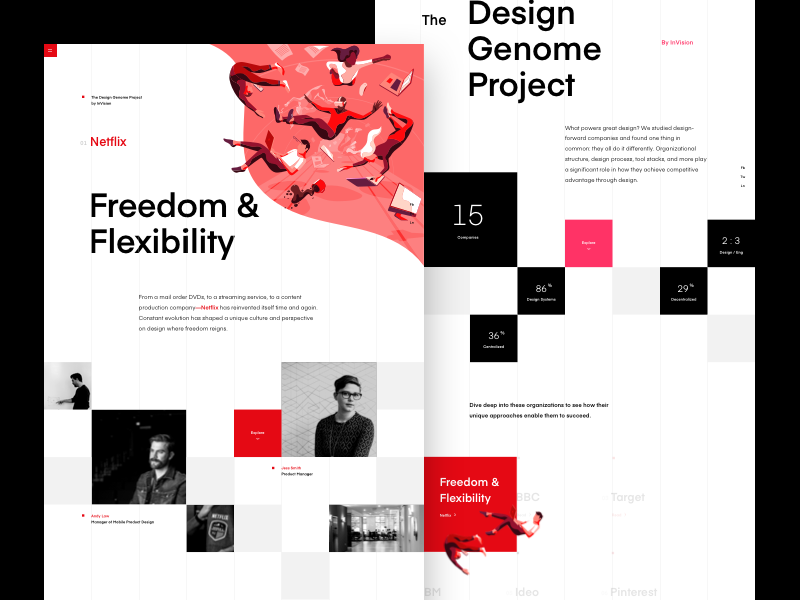 The Design Genome Project
by InVision
01 Netflix
Freedom &
Flexibility
From a mail order DVDs, to a streaming service, to a content
production company—Netflix has reinvented itself time and again.
Constant evolution has shaped a unique culture and perspective
on design where freedom reigns.
Explore
Jess Smith
Product Manager
Andy Law
Manager of Mobile Product Design
NETFLIX
The
Design
Genome
Project
By InVision
What powers great design? We studied design-
forward companies and found one thing in
common: they all do it differently. Organizational
structure, design process, tool stacks, and more play
a significant role in how they achieve competitive
advantage through design.
Fb
Tw
Ln
15
Companies
Explore
2 : 3
Design / Eng
86%
Design Systems
29%
Decentralized
36%
Centralized
Dive deep into these organizations to see how their
unique approaches enable them to succeed.
Freedom &
Flexibility
Netflix
BBC
Target
BM
Ideo
Pinterest